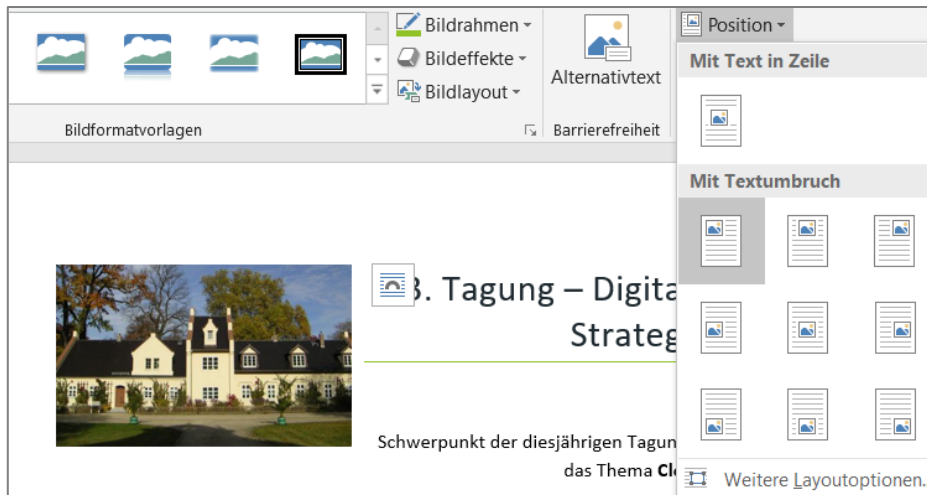 Bildrahmen
Bildeffekte
Bildlayout
Alternativtext
Position
Bildformatvorlagen
Barrierefreiheit
Mit Text in Zeile
Mit Textumbruch
3. Tagung – Digita
Strateg
Schwerpunkt der diesjährigen Tagun
das Thema Cl
Weitere Layoutoptionen.